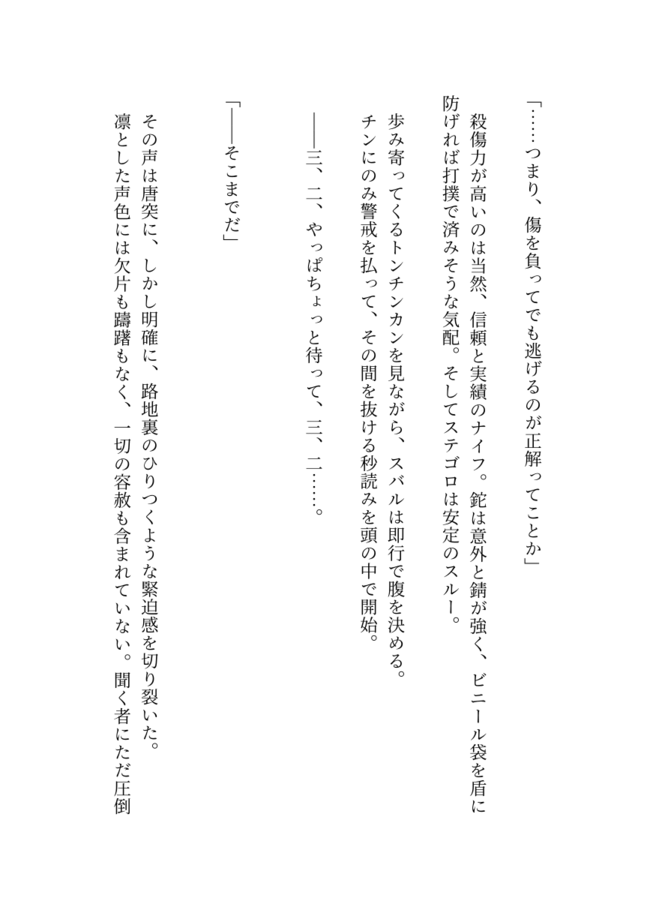 「……つまり、傷を負ってでも逃げるのが正解ってことか」
殺傷力が高いのは当然、信頼と実績のナイフ。鉈は意外と錆が強く、ビニール袋を盾に
防げれば打撲で済みそうな気配。そしてステゴロは安定のスルー。
歩み寄ってくるトンチンカンを見ながら、スバルは即行で腹を決める。
チンにのみ警戒を払って、その間を抜ける秒読みを頭の中で開始。
――三、二、やっぱちょっと待って、三、二……。
「――そこまでだ」
その声は唐突に、しかし明確に、路地裏のひりつくような緊迫感を切り裂いた。
凛とした声色には欠片も躊躇もなく、一切の容赦も含まれていない。聞く者にただ圧倒